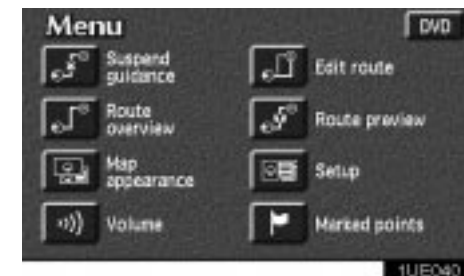 Menu
DVD
Suspend
guidance
Edit route
Route
overview
Route preview
Map
appearance
Setup
Volume
Marked points
1UE040